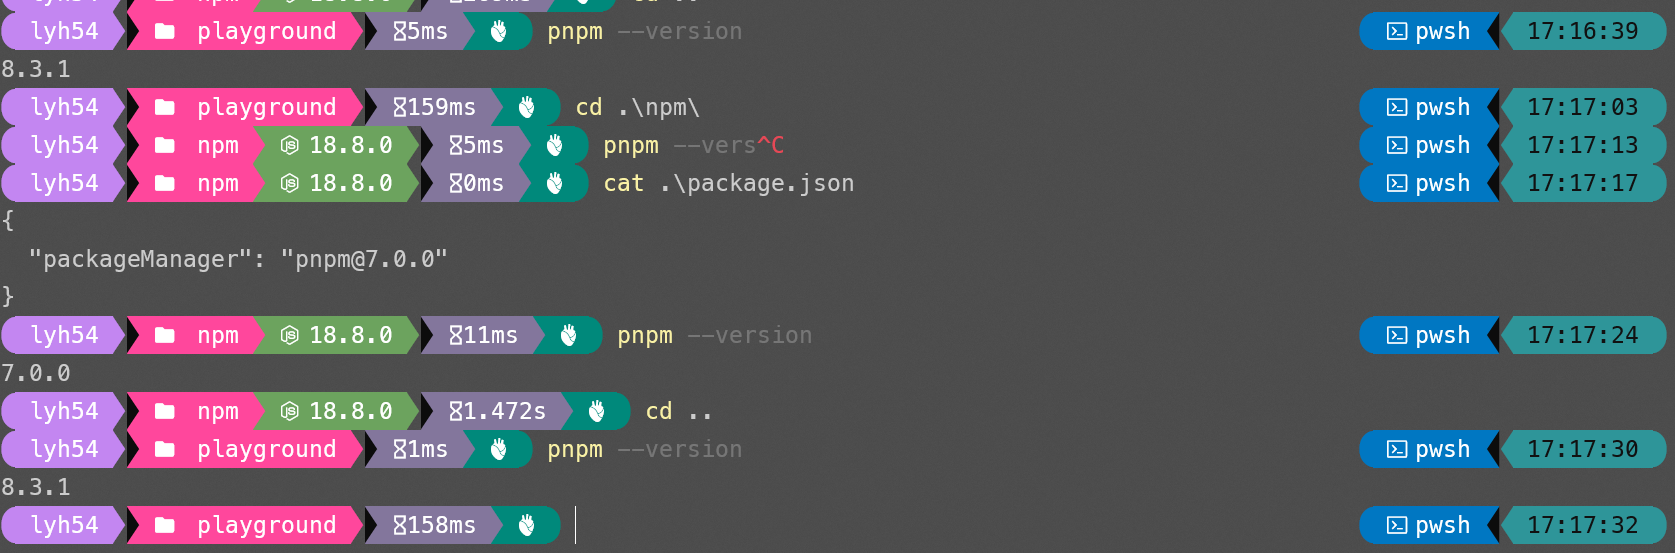 lyh54 playground 5ms pnpm --version pwsh 17:16:39
8.3.1
lyh54 playground 159ms cd .\npm\ pwsh 17:17:03
lyh54 npm 18.8.0 5ms pnpm --vers^C pwsh 17:17:13
lyh54 npm 18.8.0 0ms cat .\package.json pwsh 17:17:17
{
"packageManager": "pnpm@7.0.0"
}
lyh54 npm 18.8.0 11ms pnpm --version pwsh 17:17:24
7.0.0
lyh54 npm 18.8.0 1.472s cd ..
lyh54 playground 1ms pnpm --version pwsh 17:17:30
8.3.1
lyh54 playground 158ms pwsh 17:17:32